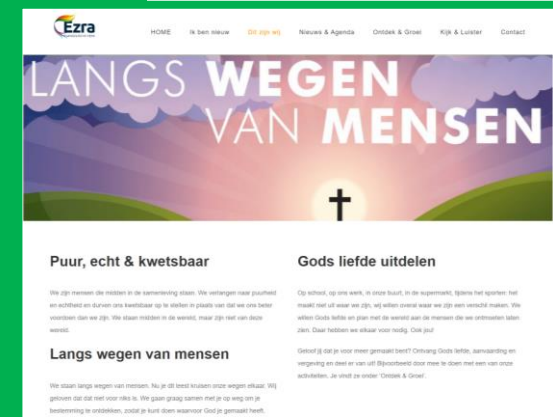 Ezra
HOME Ik ben nieuw Dit zijn wij Nieuws & Agenda Ontdek & Groei Kijk & Luister Contact
LANGS WEGEN
VAN MENSEN
Puur, echt & kwetsbaar
We zijn mensen die midden in de samenleving staan. We verlangen naar puurheid
en echtheid en durven ons kwetsbaar op te stellen in plaats van dat we ons beter
voordoen dan we zijn. We staan midden in de wereld, maar zijn niet van deze
wereld.
Langs wegen van mensen
We staan langs wegen van mensen. Nu je dit leest kruisen onze wegen elkaar. Wij
geloven dat dat niet voor niks is. We gaan graag samen met je op weg om je
bestemming te ontdekken, zodat je kunt doen waarvoor God je gemaakt heeft.
Gods liefde uitdelen
Op school, op ons werk, in onze buurt, in de supermarkt, tijdens het sporten: het
maakt niet uit waar we zijn, wij willen overal waar we zijn een verschil maken. We
willen Gods liefde en plan met de wereld aan de mensen die we ontmoeten laten
zien. Daar hebben we elkaar voor nodig. Ook jou!
Geloof jij dat je voor meer gemaakt bent? Ontvang Gods liefde, aanvaarding en
vergeving en deel er van uit! Bijvoorbeeld door mee te doen met een van onze
activiteiten. Je vindt ze onder 'Ontdek & Groei'.